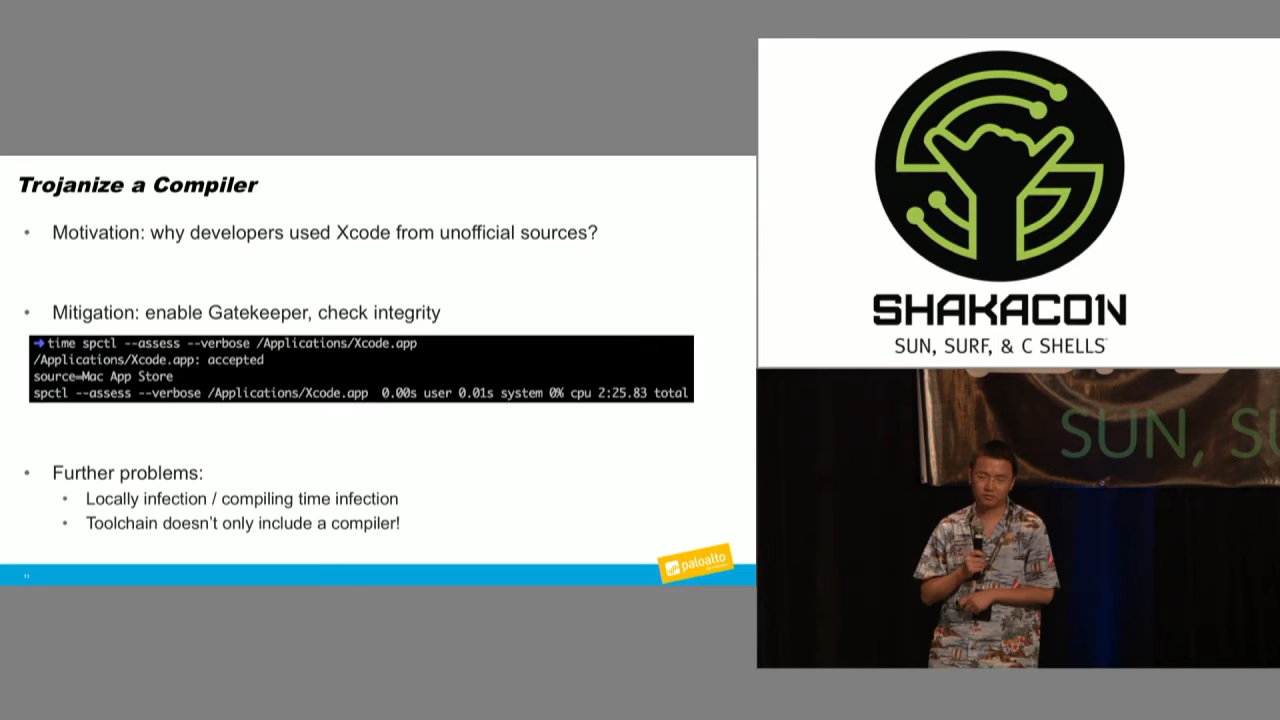 Trojanize a Compiler
• Motivation: why developers used Xcode from unofficial sources?
• Mitigation: enable Gatekeeper, check integrity
➜ time spctl --assess --verbose /Applications/Xcode.app
/Applications/Xcode.app: accepted
source=Mac App Store
spctl --assess --verbose /Applications/Xcode.app 0.00s user 0.01s system 0% cpu 2:25.83 total
• Further problems:
• Locally infection / compiling time infection
• Toolchain doesn't only include a compiler!
11
paloalto
SHAKACON
SUN, SURF, & C SHELLS
SUN, SU